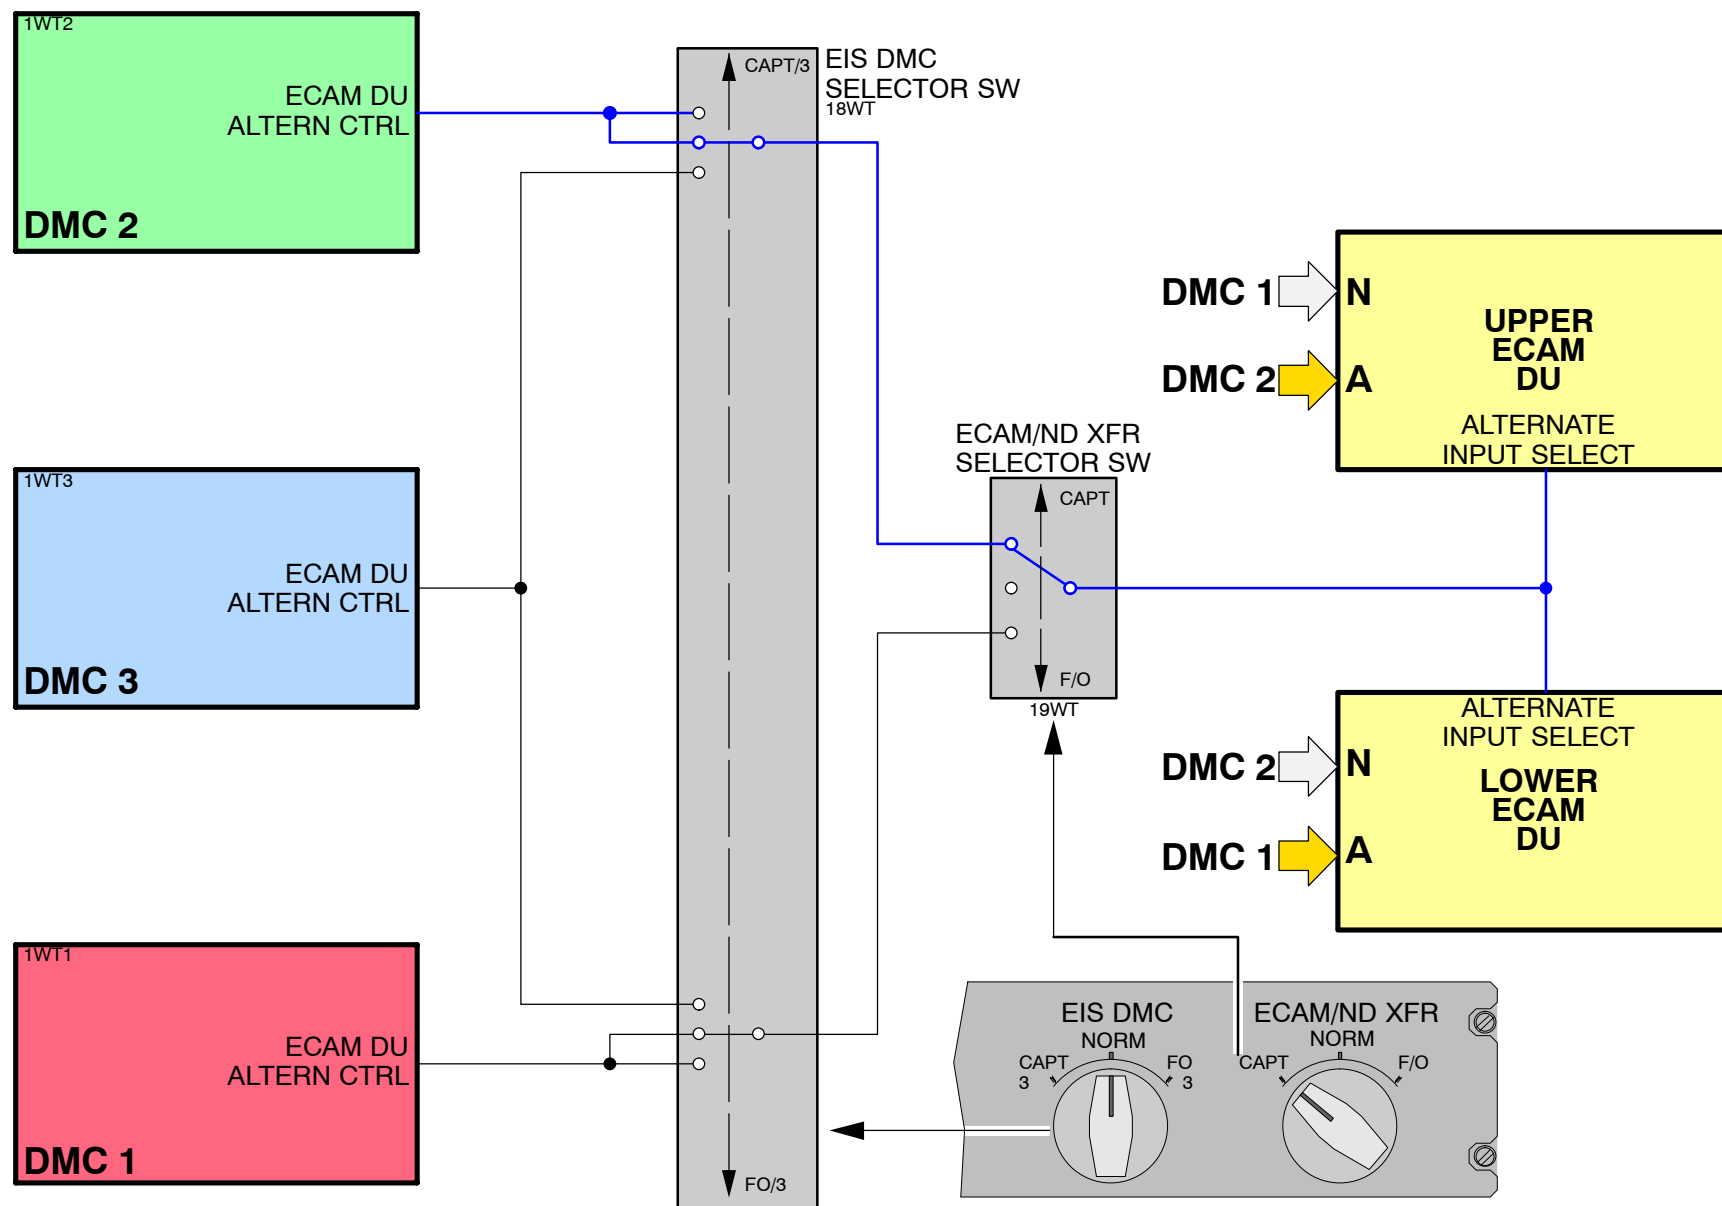 1WT2
ECAM DU
ALTERN CTRL
DMC 2
1WT3
ECAM DU
ALTERN CTRL
DMC 3
1WT1
ECAM DU
ALTERN CTRL
DMC 1
CAPT/3
FO/3
EIS DMC
SELECTOR SW
18WT
ECAM/ND XFR
SELECTOR SW
CAPT
F/O
19WT
DMC 1
N
DMC 2
A
UPPER
ECAM
DU
ALTERNATE
INPUT SELECT
ALTERNATE
INPUT SELECT
DMC 2
N
DMC 1
A
LOWER
ECAM
DU
EIS DMC
NORM
CAPT
3
FO
3
ECAM/ND XFR
NORM
CAPT
F/O